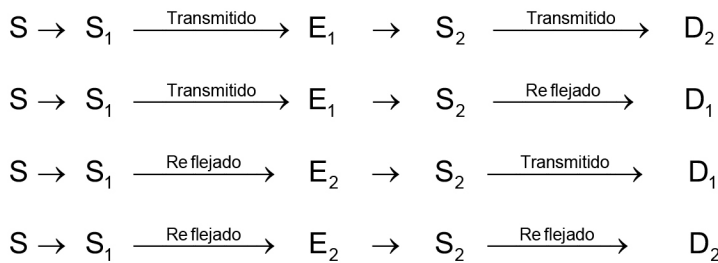 S → S₁ Transmitido → E₁ → S₂ Transmitido → D₂
S → S₁ Transmitido → E₁ → S₂ Reflejado → D₁
S → S₁ Reflejado → E₂ → S₂ Transmitido → D₁
S → S₁ Reflejado → E₂ → S₂ Reflejado → D₂